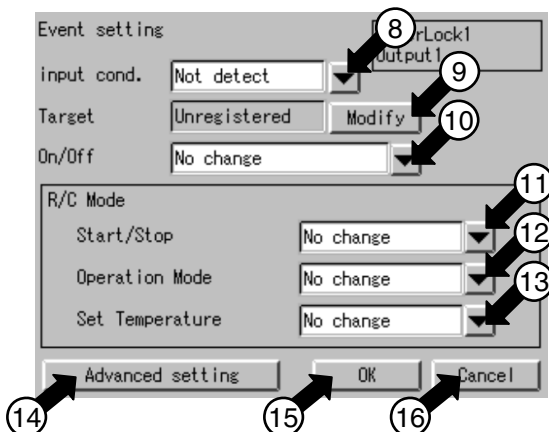 Event setting
rLock1
Output1
8
input cond. Not detect
9
Target Unregistered Modify
10
On/Off No change
R/C Mode
11
Start/Stop No change
12
Operation Mode No change
13
Set Temperature No change
Advanced setting OK Cancel
14 15 16